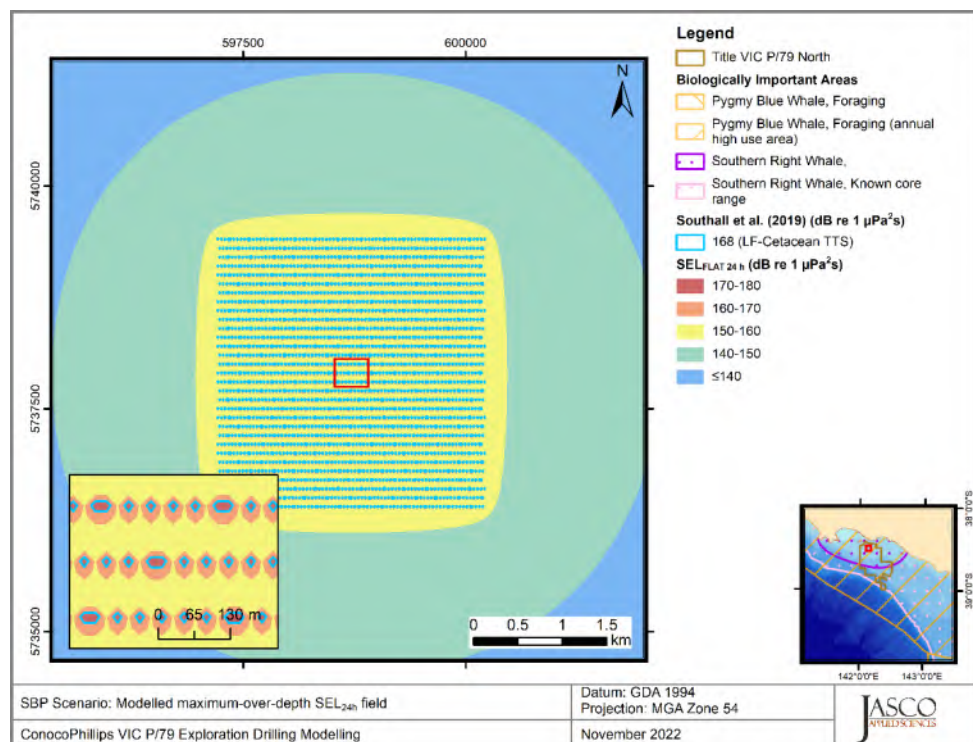 597500 600000
N
5740000
5737500
5735000
0 65 130 m
0 0.5 1 1.5
km
Legend
Title VIC P/79 North
Biologically Important Areas
Pygmy Blue Whale, Foraging
Pygmy Blue Whale, Foraging (annual
high use area)
Southern Right Whale,
Southern Right Whale, Known core
range
Southall et al. (2019) (dB re 1 µPa²s)
168 (LF-Cetacean TTS)
SELFLAT 24 h (dB re 1 µPa²s)
170-180
160-170
150-160
140-150
≤140
38°0'0"S
39°0'0"S
142°0'0"E 143°0'0"E
SBP Scenario: Modelled maximum-over-depth SEL24h field
ConocoPhillips VIC P/79 Exploration Drilling Modelling
Datum: GDA 1994
Projection: MGA Zone 54
November 2022
JASCO
APPLIED SCIENCES